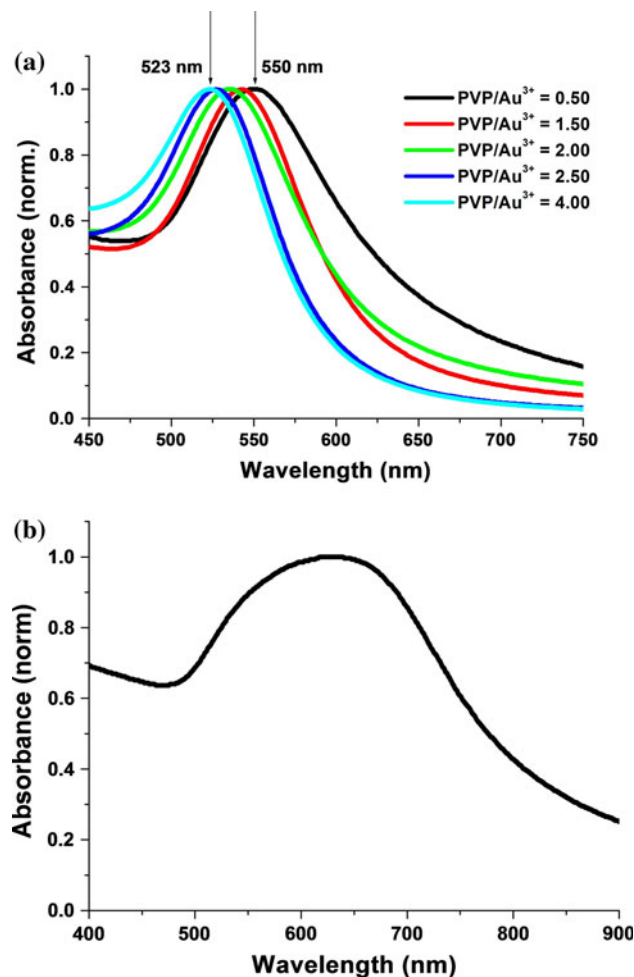 (a)
523 nm
550 nm
PVP/Au³⁺ = 0.50
PVP/Au³⁺ = 1.50
PVP/Au³⁺ = 2.00
PVP/Au³⁺ = 2.50
PVP/Au³⁺ = 4.00
Absorbance (norm.)
1.0
0.8
0.6
0.4
0.2
0.0
450 500 550 600 650 700 750
Wavelength (nm)
(b)
Absorbance (norm)
1.0
0.8
0.6
0.4
0.2
0.0
400 500 600 700 800 900
Wavelength (nm)